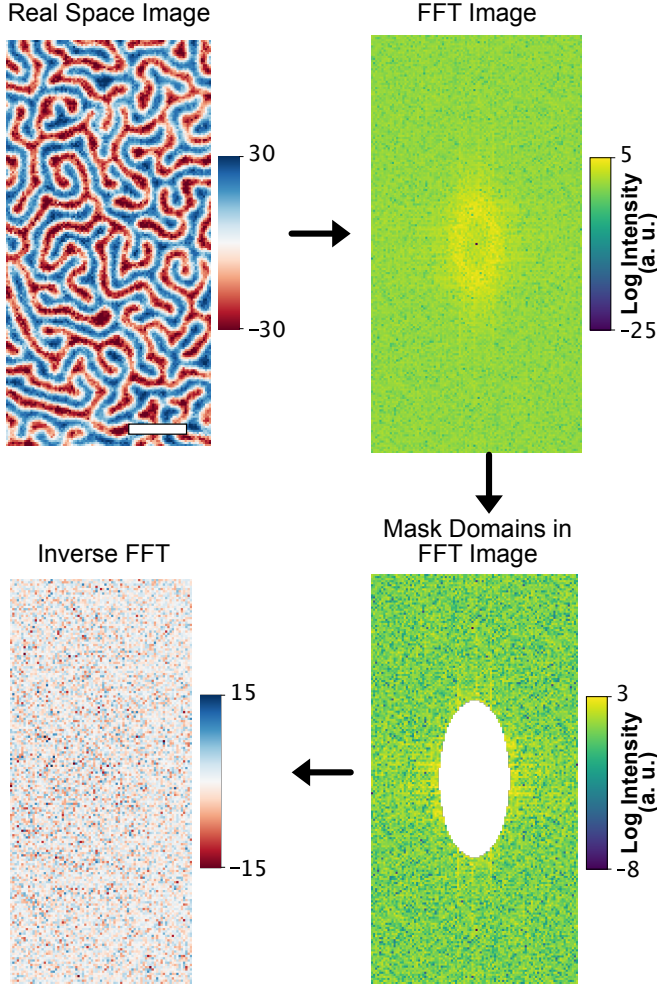 Real Space Image
30
−30
FFT Image
5
−25
Log Intensity
(a. u.)
Mask Domains in
FFT Image
3
−8
Log Intensity
(a. u.)
Inverse FFT
15
−15